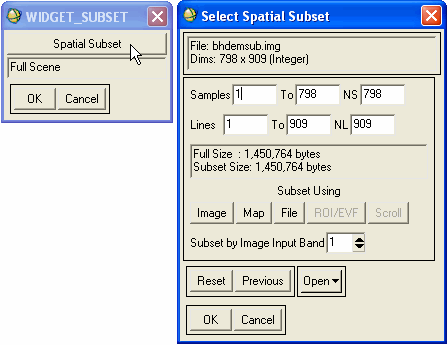 WIDGET_SUBSET
Spatial Subset
Full Scene
OK Cancel
Select Spatial Subset
File: bhdemsub.img
Dims: 798 x 909 (Integer)
Samples 1 To 798 NS 798
Lines 1 To 909 NL 909
Full Size : 1,450,764 bytes
Subset Size: 1,450,764 bytes
Subset Using
Image Map File ROI/EVF Scroll
Subset by Image Input Band 1
Reset Previous Open
OK Cancel